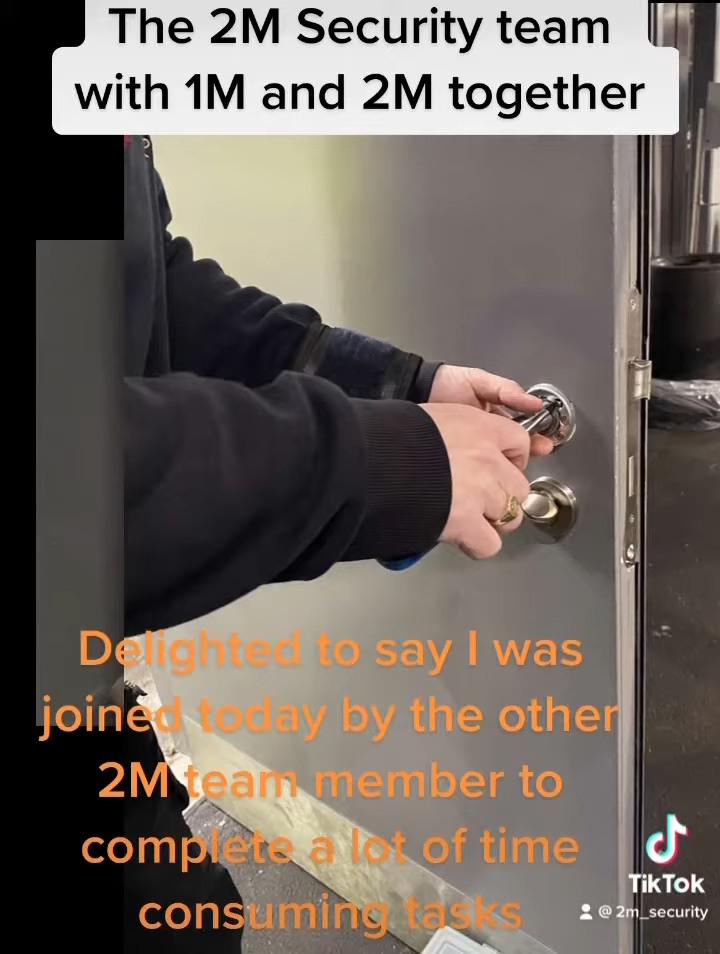 The 2M Security team
with 1M and 2M together
Delighted to say I was
joined today by the other
2M team member to
complete a lot of time
consuming tasks
TikTok
@ 2m_security